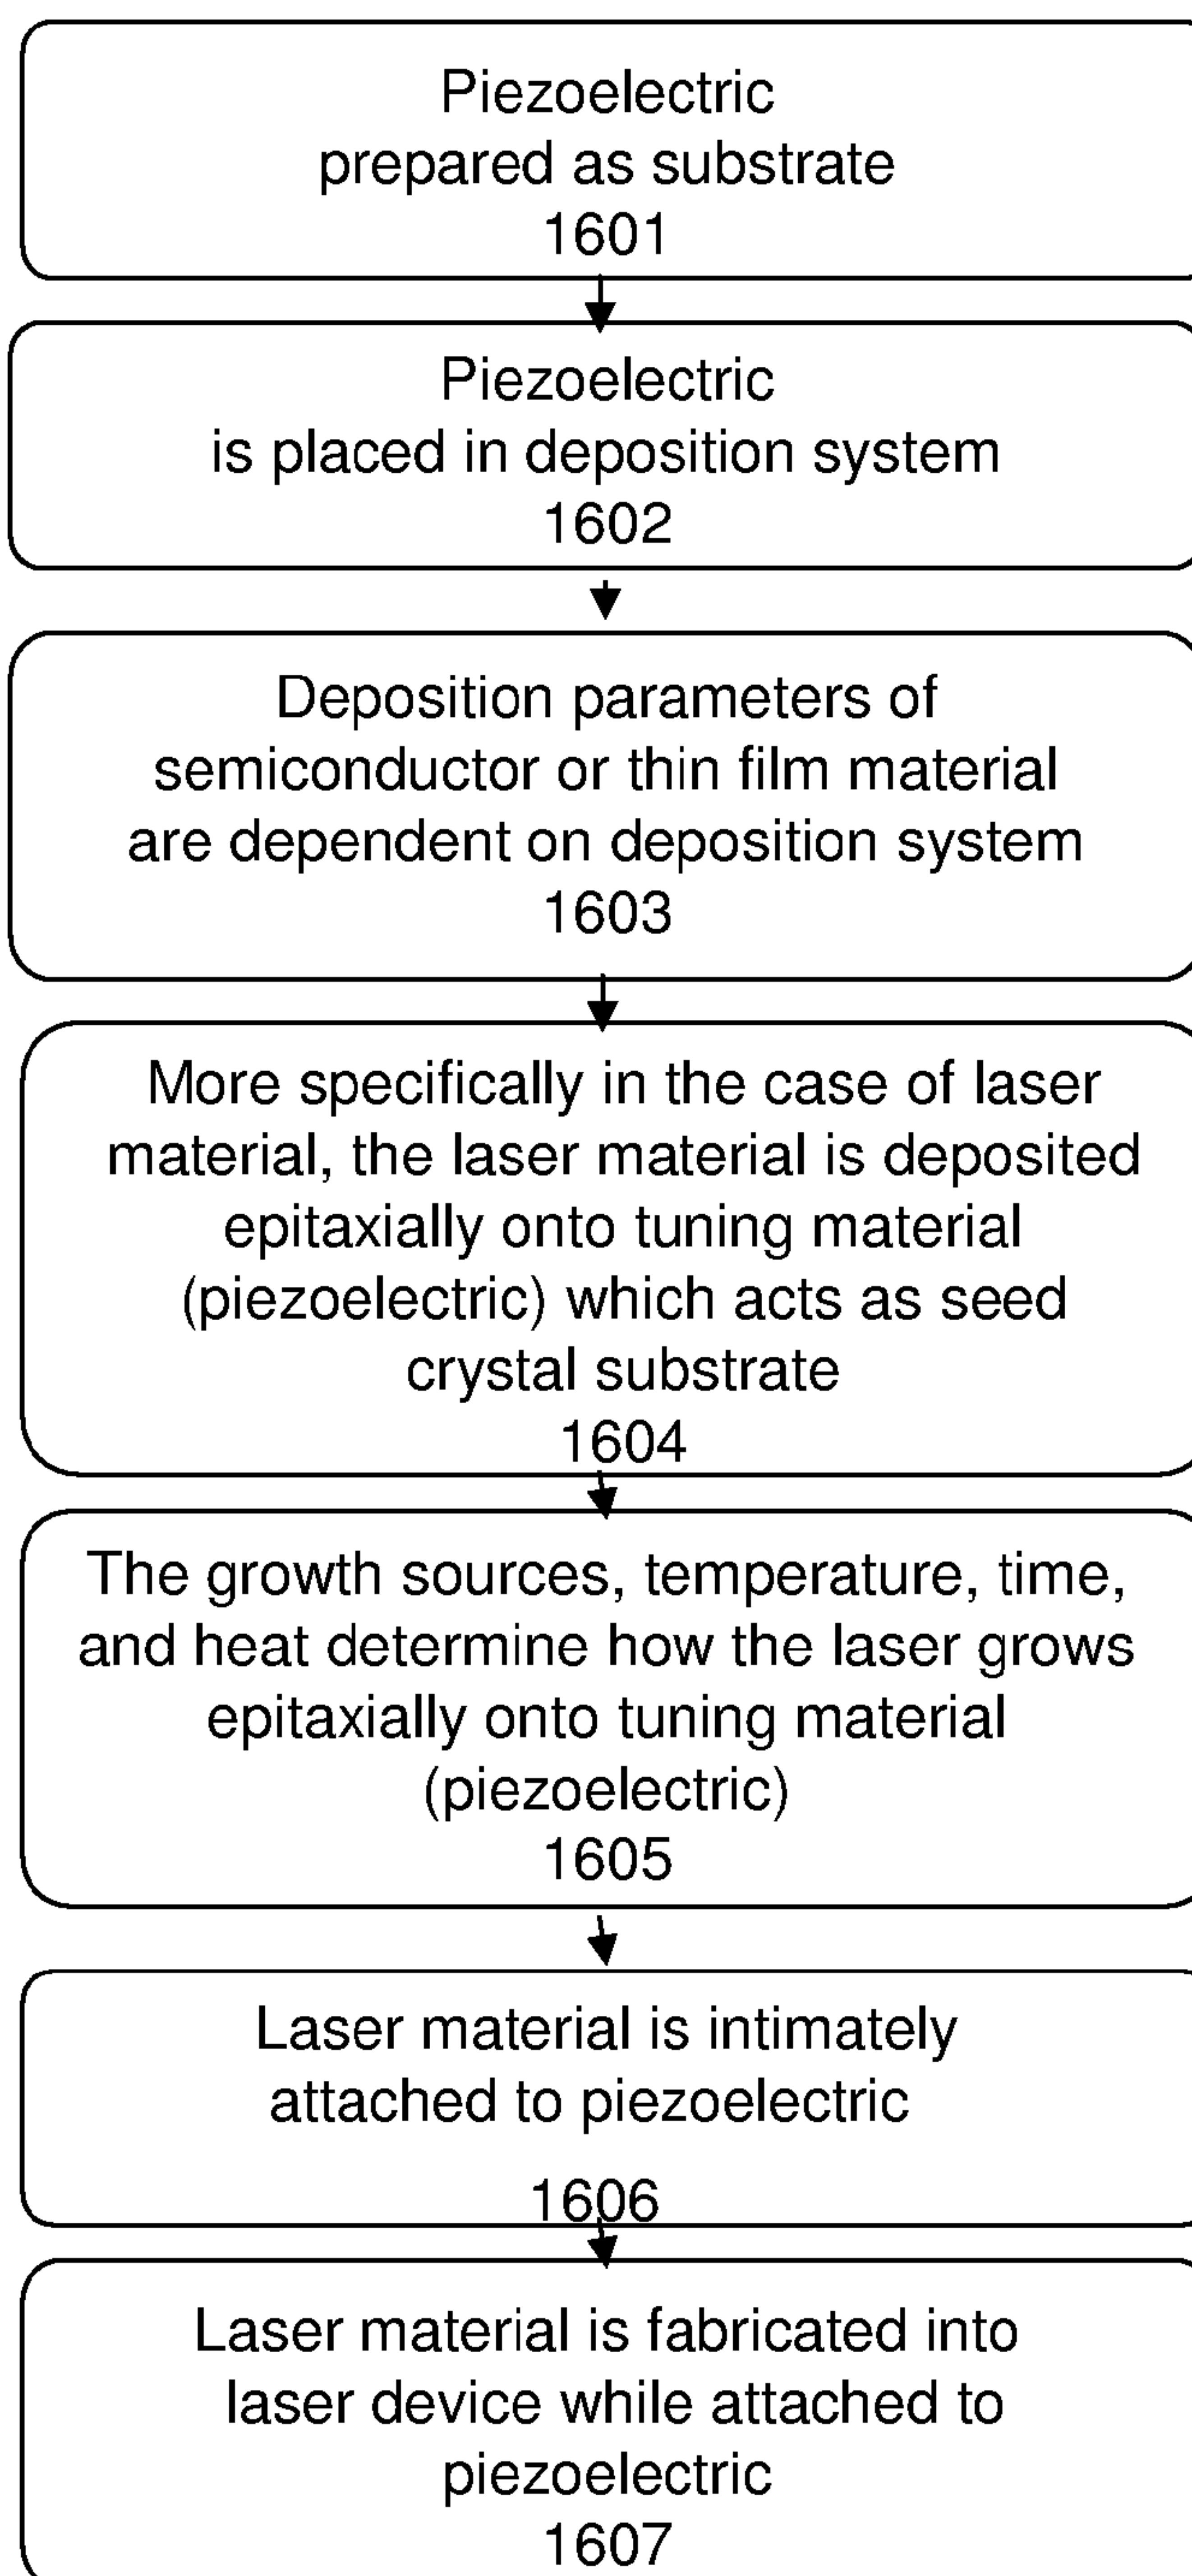 Piezoelectric
prepared as substrate
1601
Piezoelectric
is placed in deposition system
1602
Deposition parameters of
semiconductor or thin film material
are dependent on deposition system
1603
More specifically in the case of laser
material, the laser material is deposited
epitaxially onto tuning material
(piezoelectric) which acts as seed
crystal substrate
1604
The growth sources, temperature, time,
and heat determine how the laser grows
epitaxially onto tuning material
(piezoelectric)
1605
Laser material is intimately
attached to piezoelectric
1606
Laser material is fabricated into
laser device while attached to
piezoelectric
1607